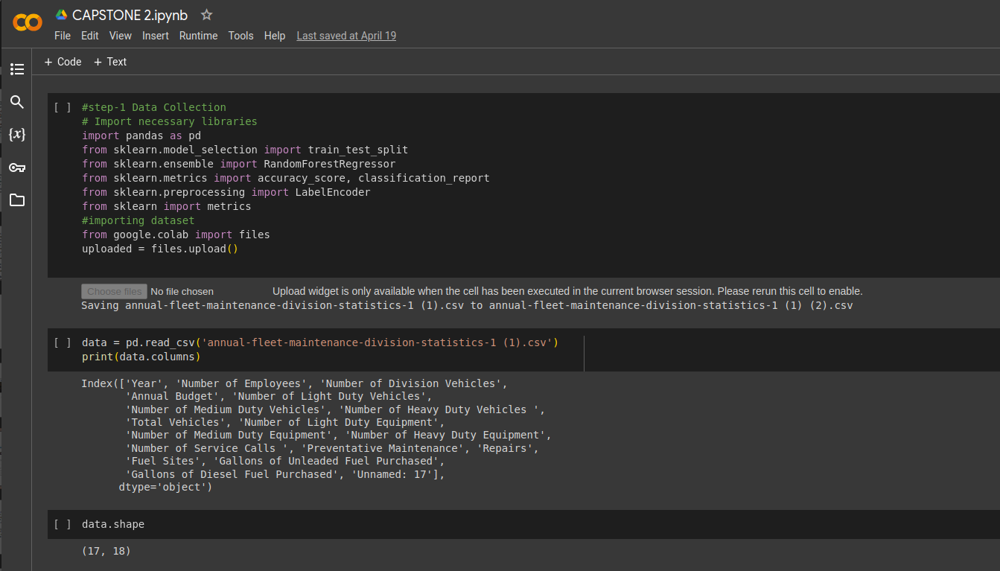 CAPSTONE 2.ipynb
File Edit View Insert Runtime Tools Help Last saved at April 19
+ Code + Text
[ ] #step-1 Data Collection
# Import necessary libraries
import pandas as pd
from sklearn.model_selection import train_test_split
from sklearn.ensemble import RandomForestRegressor
from sklearn.metrics import accuracy_score, classification_report
from sklearn.preprocessing import LabelEncoder
from sklearn import metrics
#importing dataset
from google.colab import files
uploaded = files.upload()
Choose files No file chosen Upload widget is only available when the cell has been executed in the current browser session. Please rerun this cell to enable.
Saving annual-fleet-maintenance-division-statistics-1 (1).csv to annual-fleet-maintenance-division-statistics-1 (1) (2).csv
[ ] data = pd.read_csv('annual-fleet-maintenance-division-statistics-1 (1).csv')
print(data.columns)
Index(['Year', 'Number of Employees', 'Number of Division Vehicles',
'Annual Budget', 'Number of Light Duty Vehicles',
'Number of Medium Duty Vehicles', 'Number of Heavy Duty Vehicles ',
'Total Vehicles', 'Number of Light Duty Equipment',
'Number of Medium Duty Equipment', 'Number of Heavy Duty Equipment',
'Number of Service Calls ', 'Preventative Maintenance', 'Repairs',
'Fuel Sites', 'Gallons of Unleaded Fuel Purchased',
'Gallons of Diesel Fuel Purchased', 'Unnamed: 17'],
dtype='object')
[ ] data.shape
(17, 18)
{x}